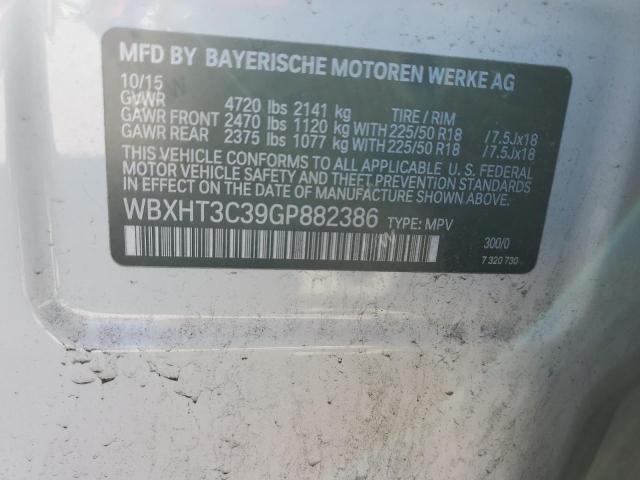 MFD BY BAYERISCHE MOTOREN WERKE AG
10/15
GVWR 4720 lbs 2141 kg TIRE / RIM
GAWR FRONT 2470 lbs 1120 kg WITH 225/50 R18 /7.5Jx18
GAWR REAR 2375 lbs 1077 kg WITH 225/50 R18 /7.5Jx18
THIS VEHICLE CONFORMS TO ALL APPLICABLE U. S. FEDERAL
MOTOR VEHICLE SAFETY AND THEFT PREVENTION STANDARDS
IN EFFECT ON THE DATE OF MANUFACTURE SHOWN ABOVE.
WBXHT3C39GP882386 TYPE: MPV
300/0
7 320 730